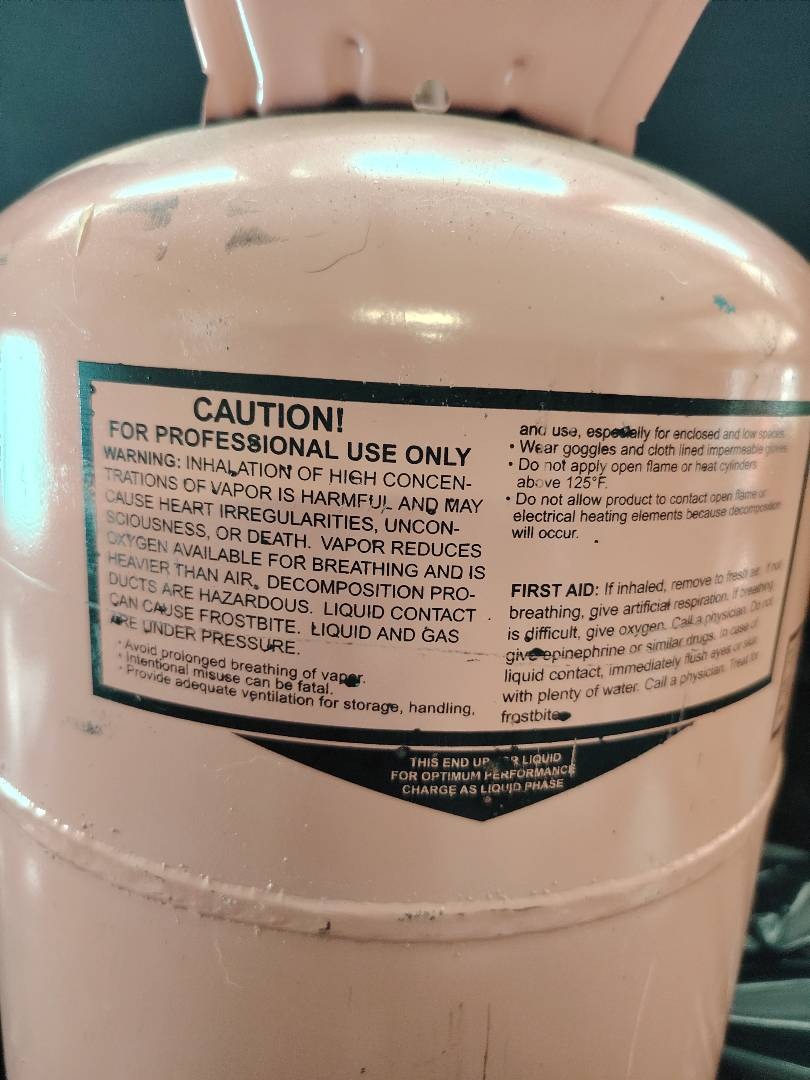 CAUTION!
FOR PROFESSIONAL USE ONLY
WARNING: INHALATION OF HIGH CONCEN-
TRATIONS OF VAPOR IS HARMFUL AND MAY
CAUSE HEART IRREGULARITIES, UNCON-
SCIOUSNESS, OR DEATH. VAPOR REDUCES
OXYGEN AVAILABLE FOR BREATHING AND IS
HEAVIER THAN AIR. DECOMPOSITION PRO-
DUCTS ARE HAZARDOUS. LIQUID CONTACT
CAN CAUSE FROSTBITE. LIQUID AND GAS
ARE UNDER PRESSURE.
• Avoid prolonged breathing of vapor.
• Intentional misuse can be fatal.
• Provide adequate ventilation for storage, handling,
and use, especially for enclosed and low spaces.
• Wear goggles and cloth lined impermeable gloves.
• Do not apply open flame or heat cylinders
above 125°F.
• Do not allow product to contact open flame or
electrical heating elements because decomposition
will occur.
FIRST AID: If inhaled, remove to fresh air. If not
breathing, give artificial respiration. If breathing
is difficult, give oxygen. Call a physician. Do not
give epinephrine or similar drugs. In case of
liquid contact, immediately flush eyes or skin
with plenty of water. Call a physician. Treat for
frostbite
THIS END UP LIQUID
FOR OPTIMUM PERFORMANCE
CHARGE AS LIQUID PHASE